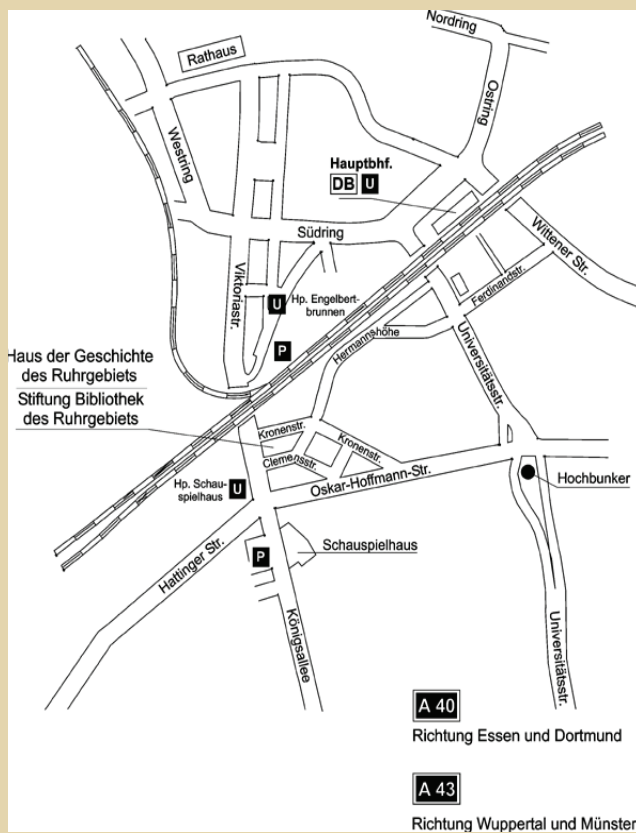 Nordring
Rathaus
Ostring
Westring
Hauptbhf.
DB U
Südring
Wittener Str.
Viktoriastr.
Ferdinandstr.
U
Hp. Engelbert-
brunnen
P
Hermannshöhe
Universitätsstr.
Haus der Geschichte
des Ruhrgebiets
Stiftung Bibliothek
des Ruhrgebiets
Kronenstr.
Kronenstr.
Clemensstr.
Hp. Schau-
spielhaus
U
Oskar-Hoffmann-Str.
Hochbunker
Hattinger Str.
P
Schauspielhaus
Königsallee
Universitätsstr.
A 40
Richtung Essen und Dortmund
A 43
Richtung Wuppertal und Münster